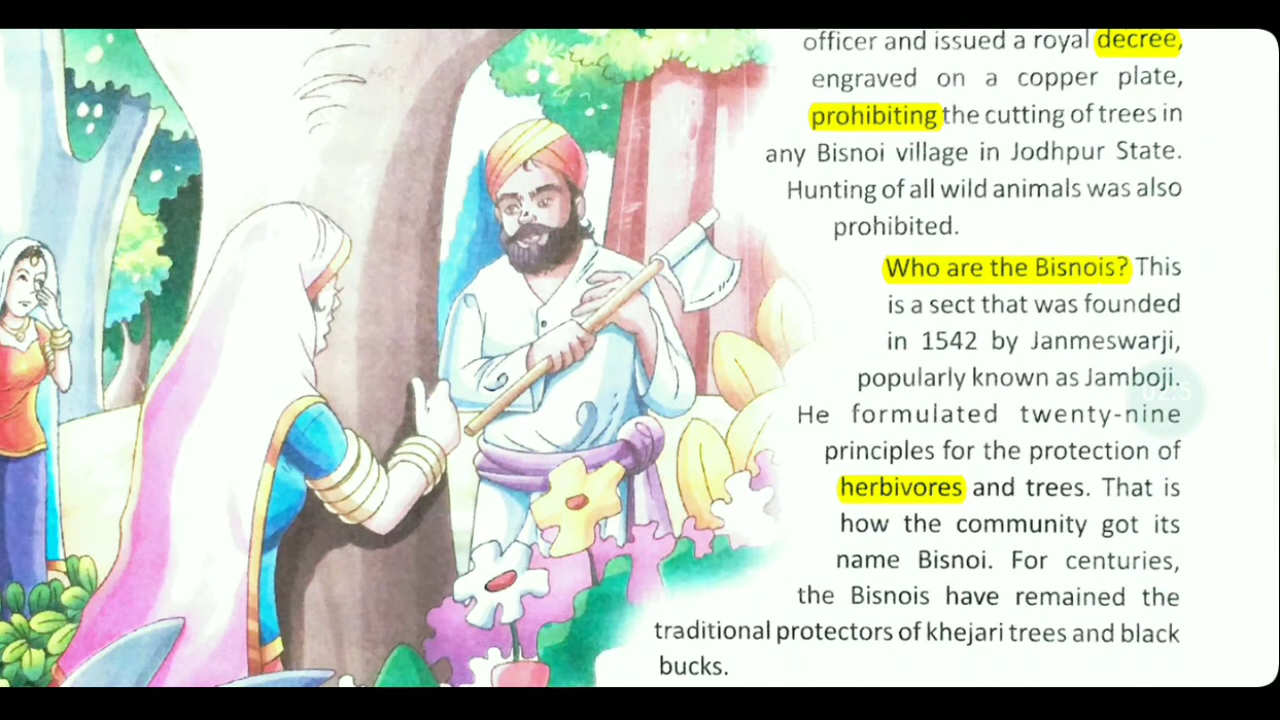 officer and issued a royal decree,
engraved on a copper plate,
prohibiting the cutting of trees in
any Bisnoi village in Jodhpur State.
Hunting of all wild animals was also
prohibited.
Who are the Bisnois? This
is a sect that was founded
in 1542 by Janmeswarji,
popularly known as Jamboji.
02:5
He formulated twenty-nine
principles for the protection of
herbivores and trees. That is
how the community got its
name Bisnoi. For centuries,
the Bisnois have remained the
traditional protectors of khejari trees and black
bucks.